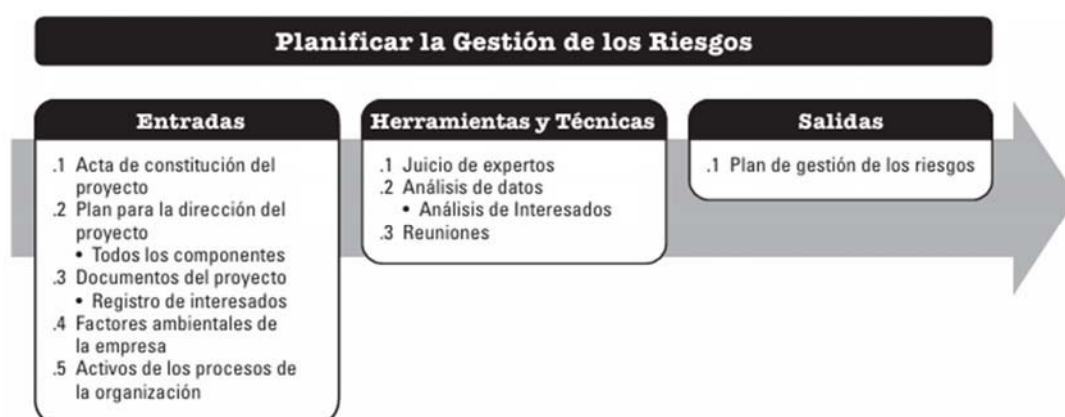 Planificar la Gestión de los Riesgos
Entradas
.1 Acta de constitución del
proyecto
.2 Plan para la dirección del
proyecto
• Todos los componentes
.3 Documentos del proyecto
• Registro de interesados
.4 Factores ambientales de
la empresa
.5 Activos de los procesos de
la organización
Herramientas y Técnicas
.1 Juicio de expertos
.2 Análisis de datos
• Análisis de Interesados
.3 Reuniones
Salidas
.1 Plan de gestión de los riesgos